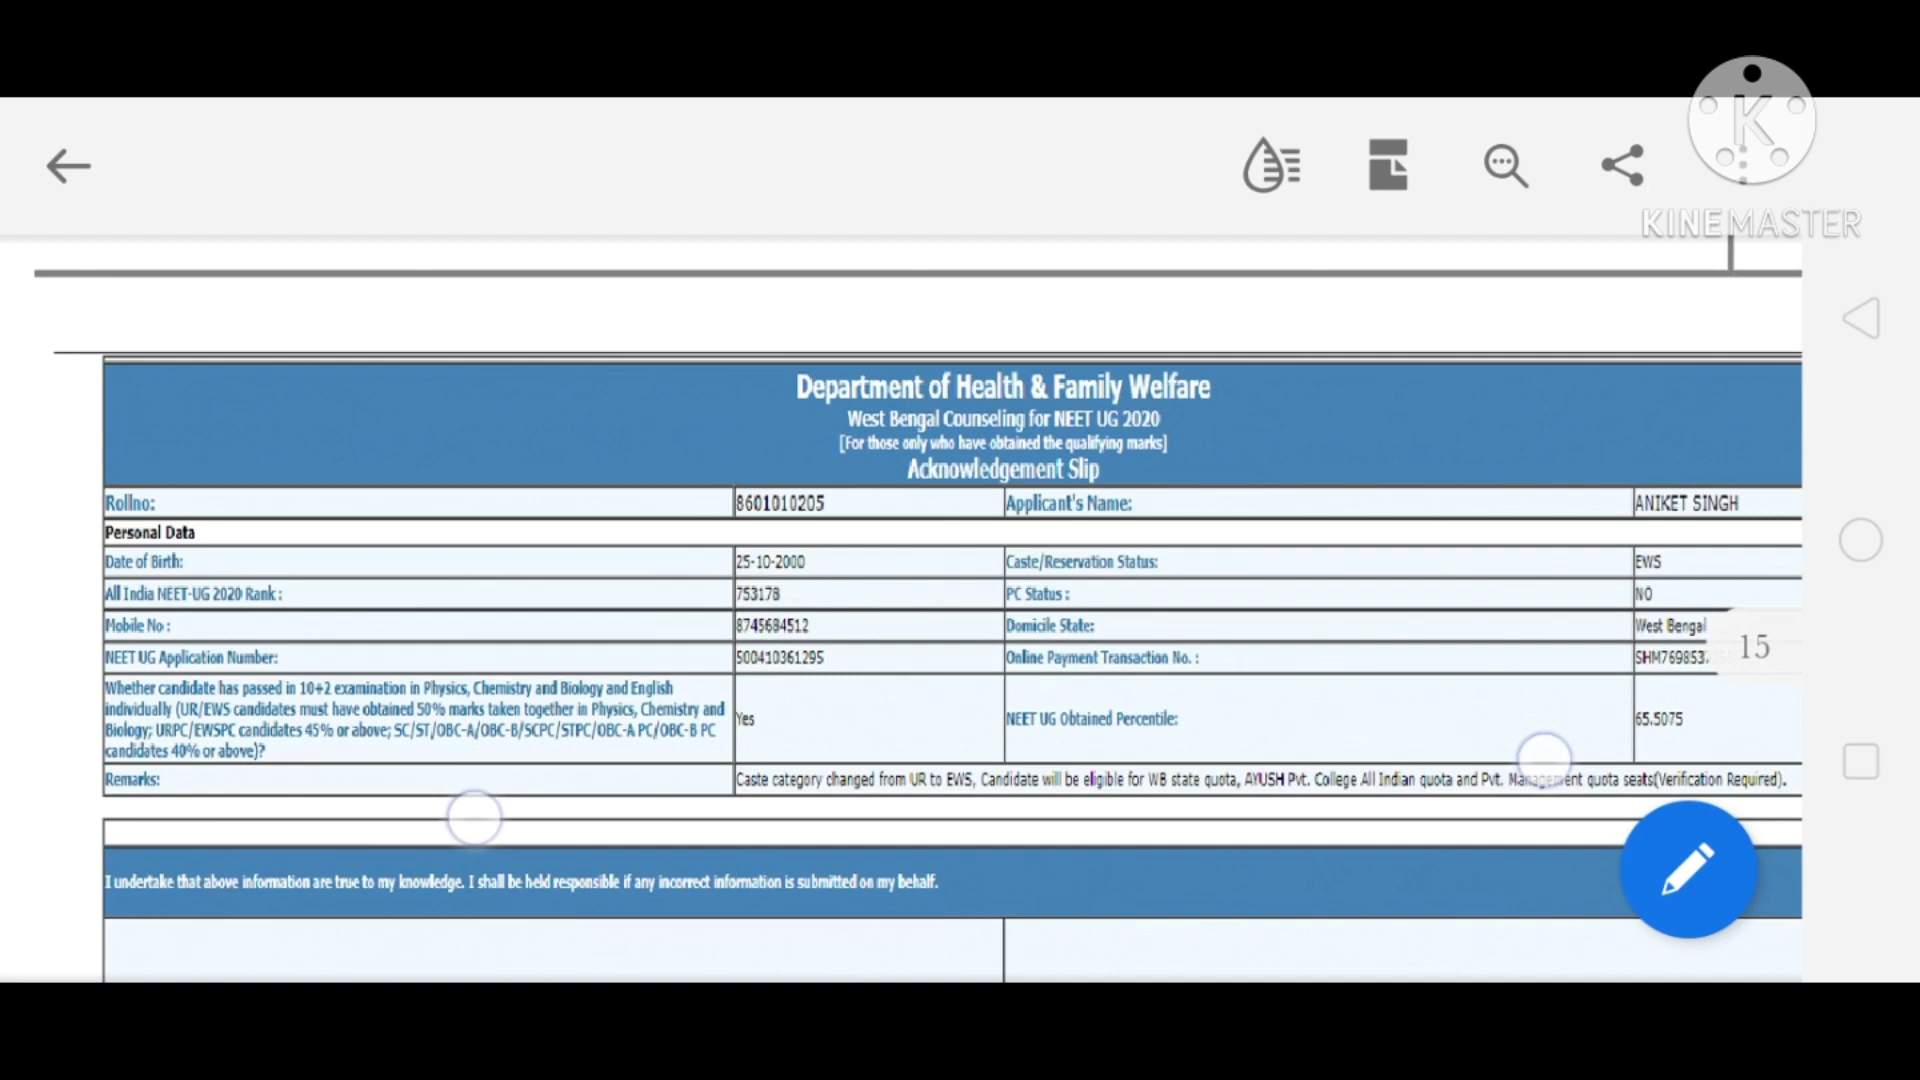 KINEMASTER
Department of Health & Family Welfare
West Bengal Counseling for NEET UG 2020
[For those only who have obtained the qualifying marks]
Acknowledgement Slip
Rollno: 8601010205 Applicant's Name: ANIKET SINGH
Personal Data
Date of Birth: 25-10-2000 Caste/Reservation Status: EWS
All India NEET-UG 2020 Rank : 753178 PC Status : NO
Mobile No : 8745684512 Domicile State: West Bengal
15
NEET UG Application Number: 500410361295 Online Payment Transaction No. :
Whether candidate has passed in 10+2 examination in Physics, Chemistry and Biology and English
individually (UR/EWS candidates must have obtained 50% marks taken together in Physics, Chemistry and
Biology; URPC/EWSPC candidates 45% or above; SC/ST/OBC-A/OBC-B/SCPC/STPC/OBC-A PC/OBC-B PC
candidates 40% or above)?
Yes NEET UG Obtained Percentile: 65.5075
Remarks: Caste category changed from UR to EWS, Candidate will be eligible for WB state quota, AYUSH Pvt. College All Indian quota and Pvt. Management quota seats(Verification Required).
I undertake that above information are true to my knowledge. I shall be held responsible if any incorrect information is submitted on my behalf.